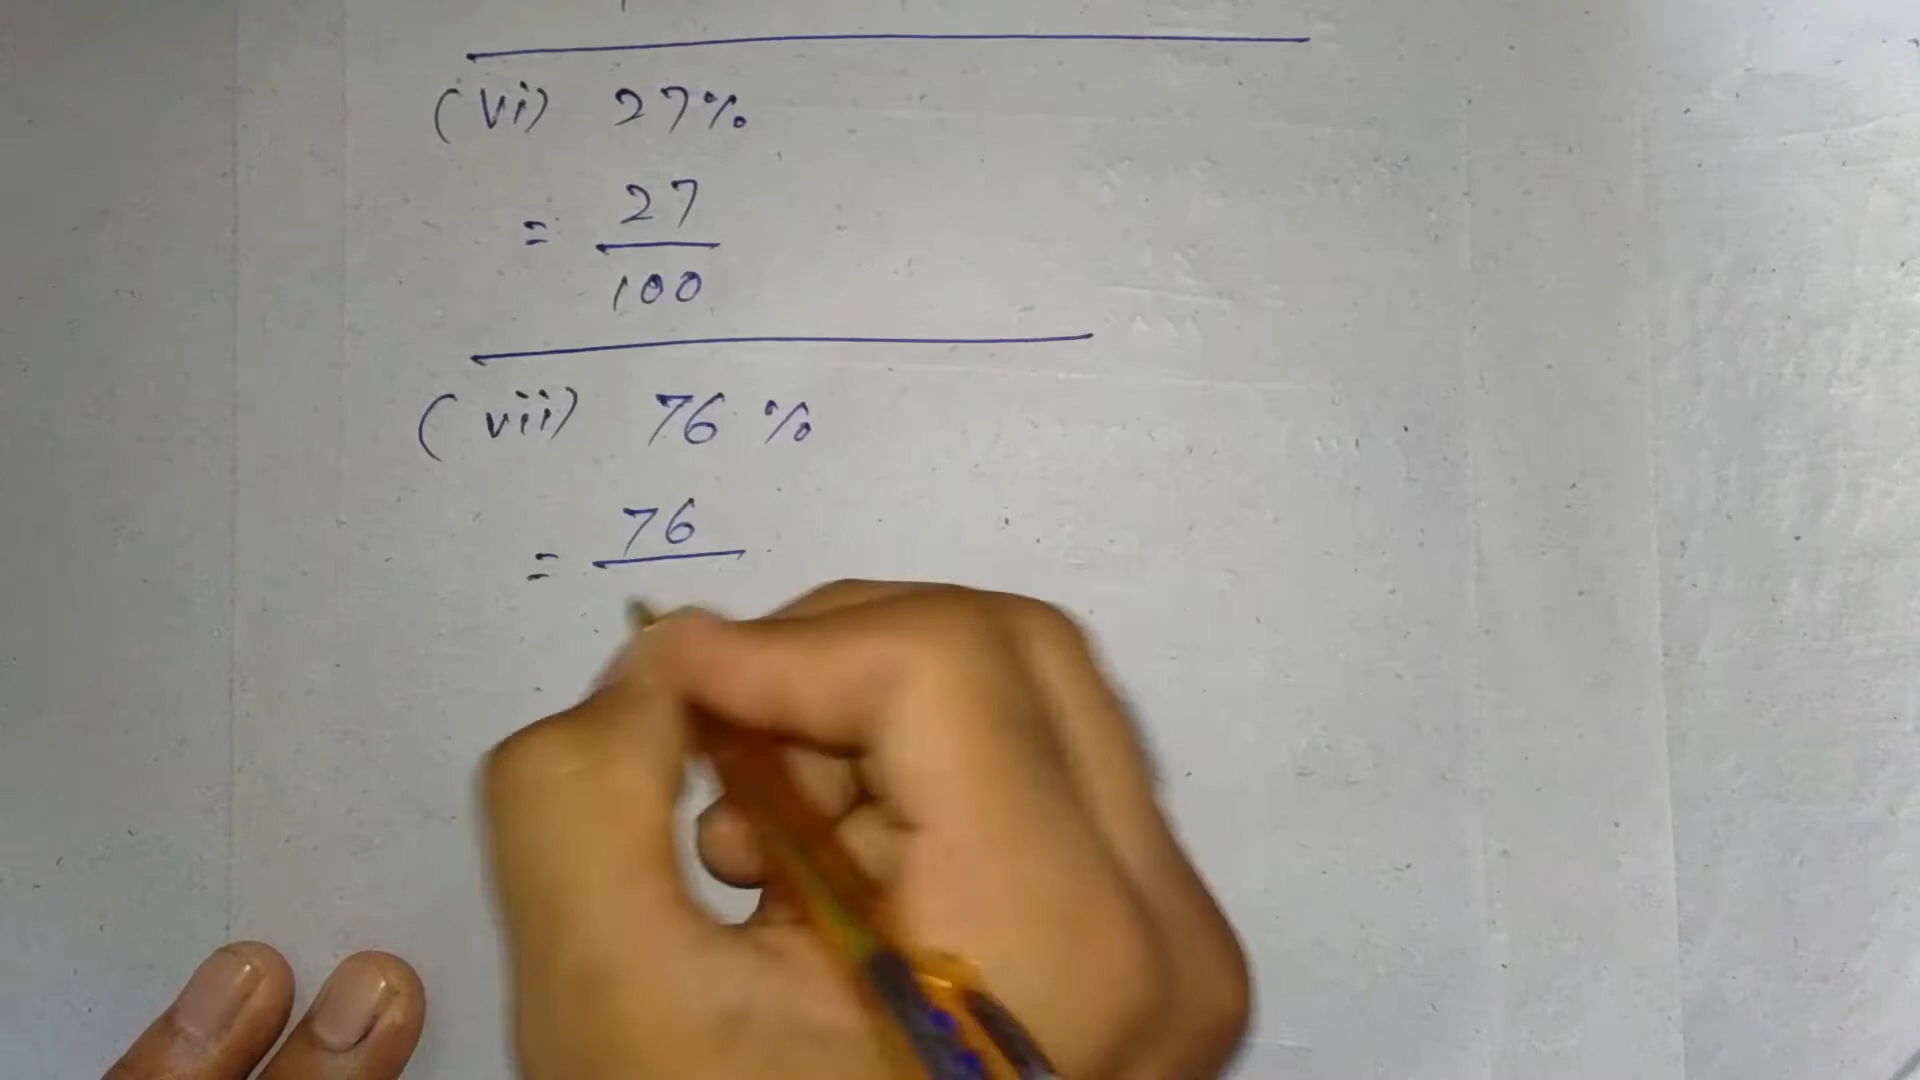 (vi) 27%
= 27
100
(vii) 76 %
= 76